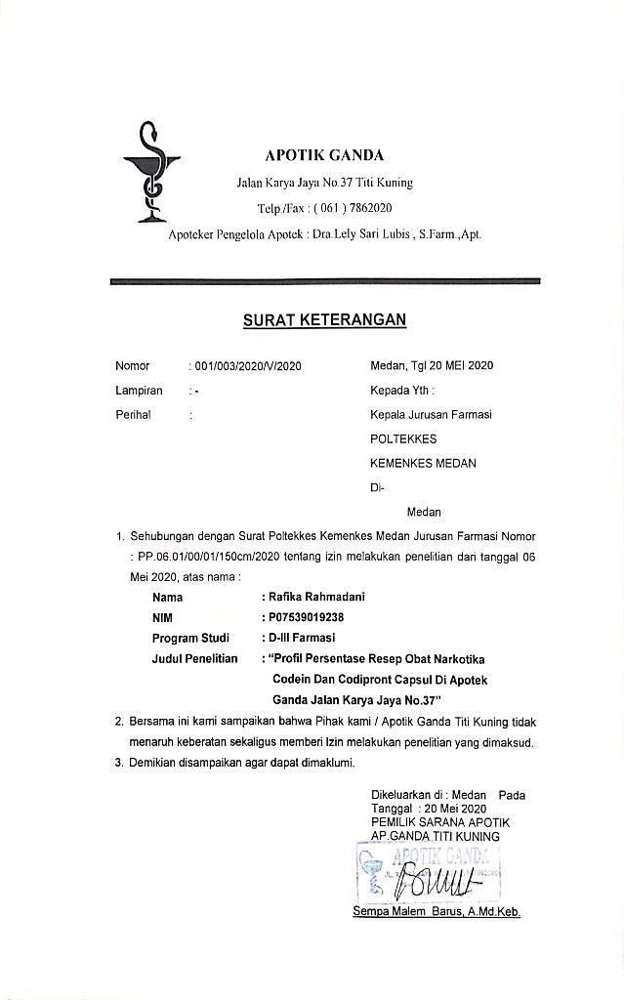 APOTIK GANDA
Jalan Karya Jaya No.37 Titi Kuning
Telp./Fax : ( 061 ) 7862020
Apoteker Pengelola Apotek : Dra.Lely Sari Lubis , S.Farm.,Apt.
SURAT KETERANGAN
Nomor : 001/003/2020/V/2020 Medan, Tgl 20 MEI 2020
Lampiran : - Kepada Yth :
Perihal : Kepala Jurusan Farmasi
POLTEKKES
KEMENKES MEDAN
Di-
Medan
1. Sehubungan dengan Surat Poltekkes Kemenkes Medan Jurusan Farmasi Nomor
: PP.06.01/00/01/150cm/2020 tentang izin melakukan penelitian dari tanggal 06
Mei 2020, atas nama :
Nama : Rafika Rahmadani
NIM : P07539019238
Program Studi : D-III Farmasi
Judul Penelitian : “Profil Persentase Resep Obat Narkotika
Codein Dan Codipront Capsul Di Apotek
Ganda Jalan Karya Jaya No.37”
2. Bersama ini kami sampaikan bahwa Pihak kami / Apotik Ganda Titi Kuning tidak
menaruh keberatan sekaligus memberi Izin melakukan penelitian yang dimaksud.
3. Demikian disampaikan agar dapat dimaklumi.
Dikeluarkan di : Medan Pada
Tanggal : 20 Mei 2020
PEMILIK SARANA APOTIK
AP.GANDA TITI KUNING
APOTIK GANDA
Sempa Malem Barus, A.Md.Keb.